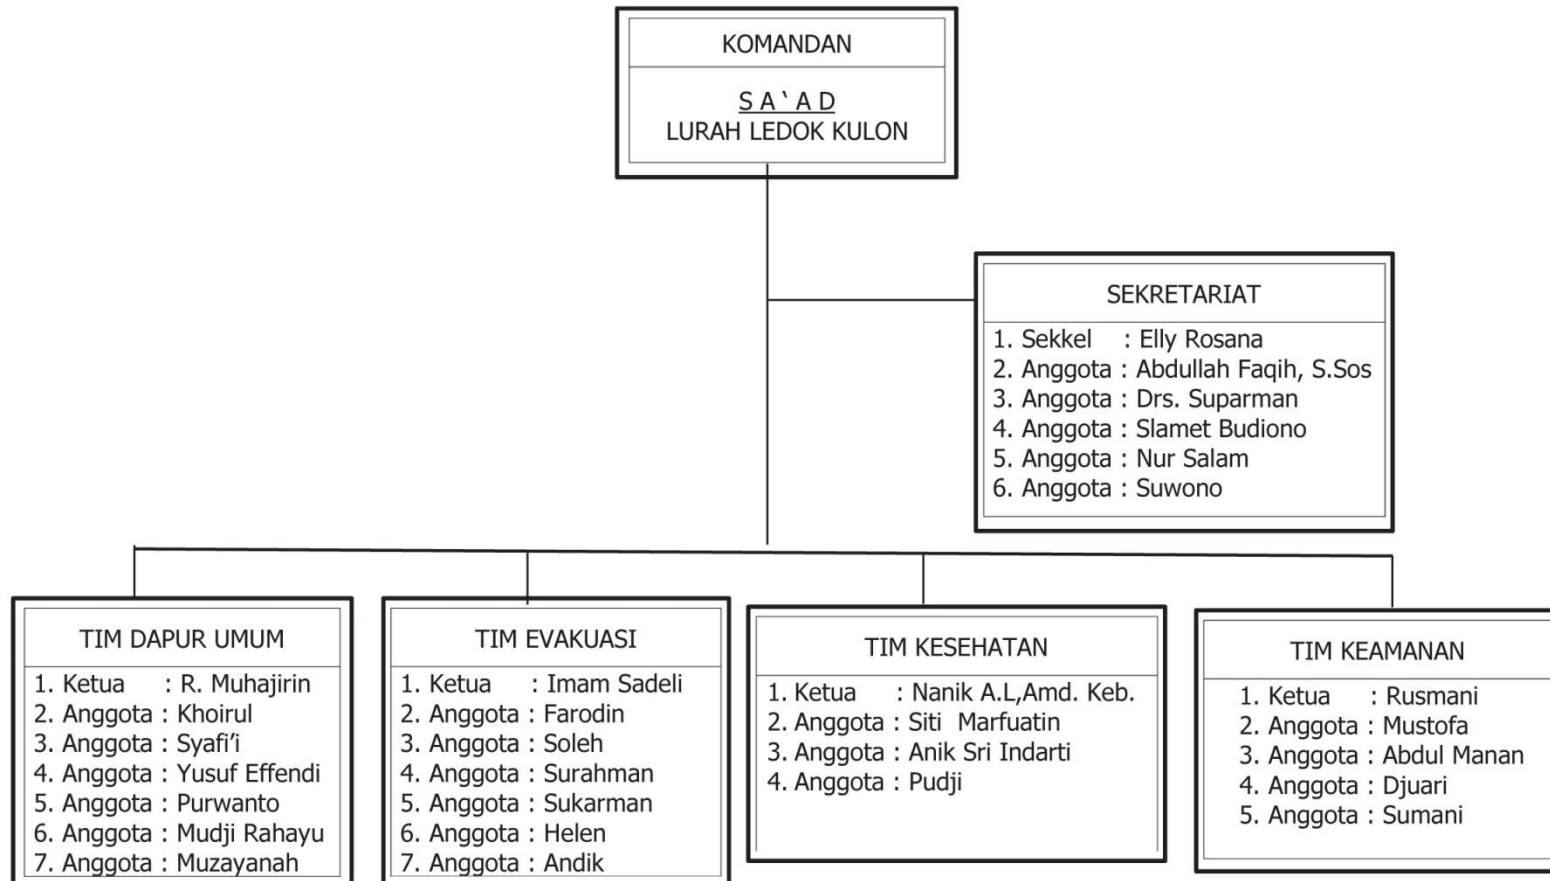 KOMANDAN
S A ` A D
LURAH LEDOK KULON
SEKRETARIAT
1. Sekkel : Elly Rosana
2. Anggota : Abdullah Faqih, S.Sos
3. Anggota : Drs. Suparman
4. Anggota : Slamet Budiono
5. Anggota : Nur Salam
6. Anggota : Suwono
TIM DAPUR UMUM
1. Ketua : R. Muhajirin
2. Anggota : Khoirul
3. Anggota : Syafi’i
4. Anggota : Yusuf Effendi
5. Anggota : Purwanto
6. Anggota : Mudji Rahayu
7. Anggota : Muzayanah
TIM EVAKUASI
1. Ketua : Imam Sadeli
2. Anggota : Farodin
3. Anggota : Soleh
4. Anggota : Surahman
5. Anggota : Sukarman
6. Anggota : Helen
7. Anggota : Andik
TIM KESEHATAN
1. Ketua : Nanik A.L,Amd. Keb.
2. Anggota : Siti Marfuatin
3. Anggota : Anik Sri Indarti
4. Anggota : Pudji
TIM KEAMANAN
1. Ketua : Rusmani
2. Anggota : Mustofa
3. Anggota : Abdul Manan
4. Anggota : Djuari
5. Anggota : Sumani